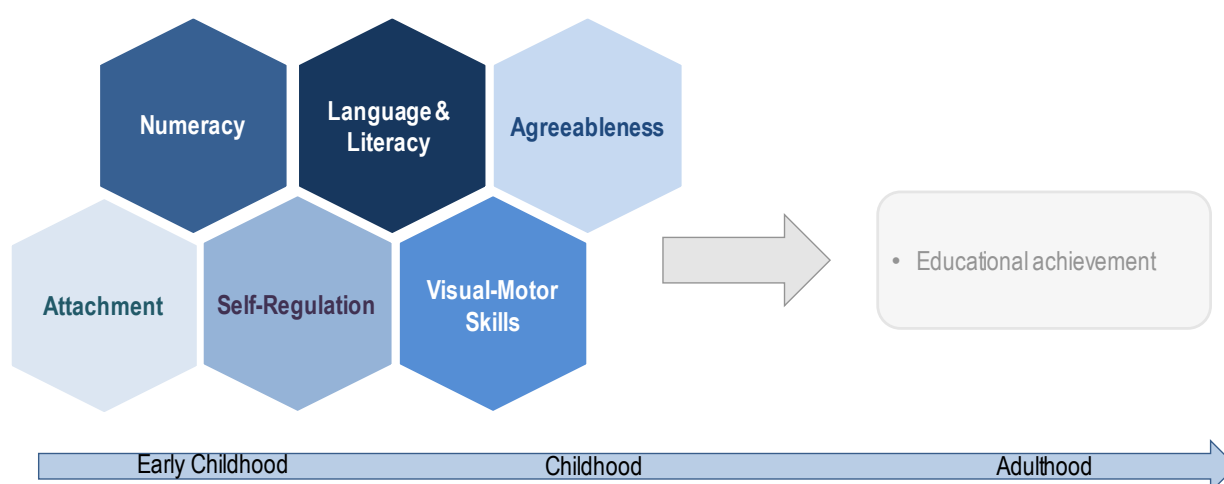 Numeracy
Language &
Literacy
Agreeableness
Attachment
Self-Regulation
Visual-Motor
Skills
• Educational achievement
Early Childhood
Childhood
Adulthood